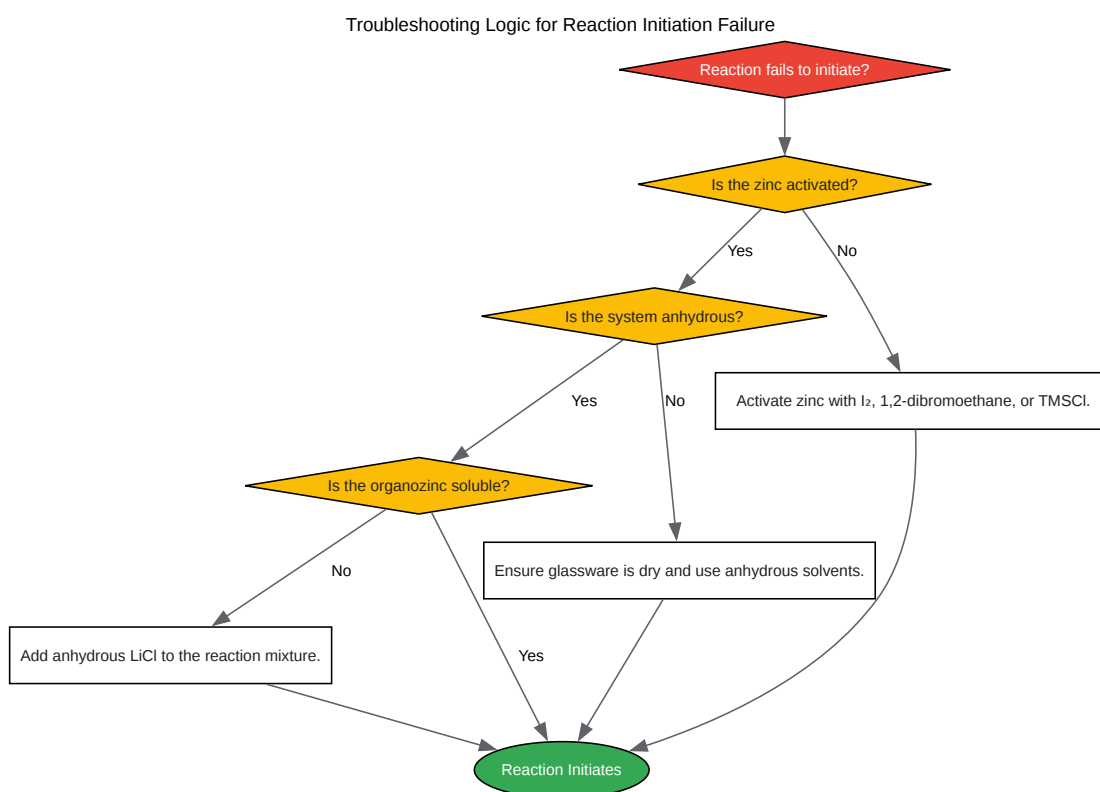 Troubleshooting Logic for Reaction Initiation Failure
Reaction fails to initiate?
Is the zinc activated?
Yes
No
Is the system anhydrous?
Activate zinc with I₂, 1,2-dibromoethane, or TMSCl.
Yes
No
Is the organozinc soluble?
Ensure glassware is dry and use anhydrous solvents.
No
Yes
Add anhydrous LiCl to the reaction mixture.
Reaction Initiates